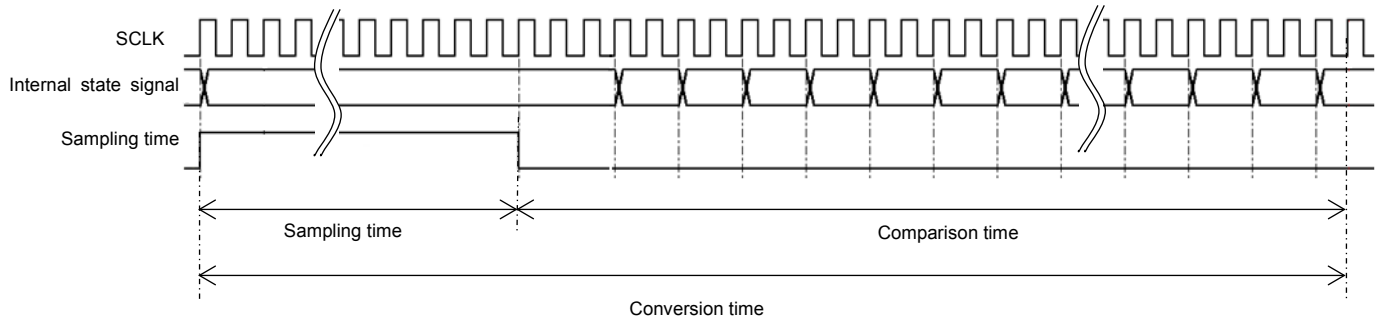 SCLK
Internal state signal
Sampling time
Sampling time
Comparison time
Conversion time